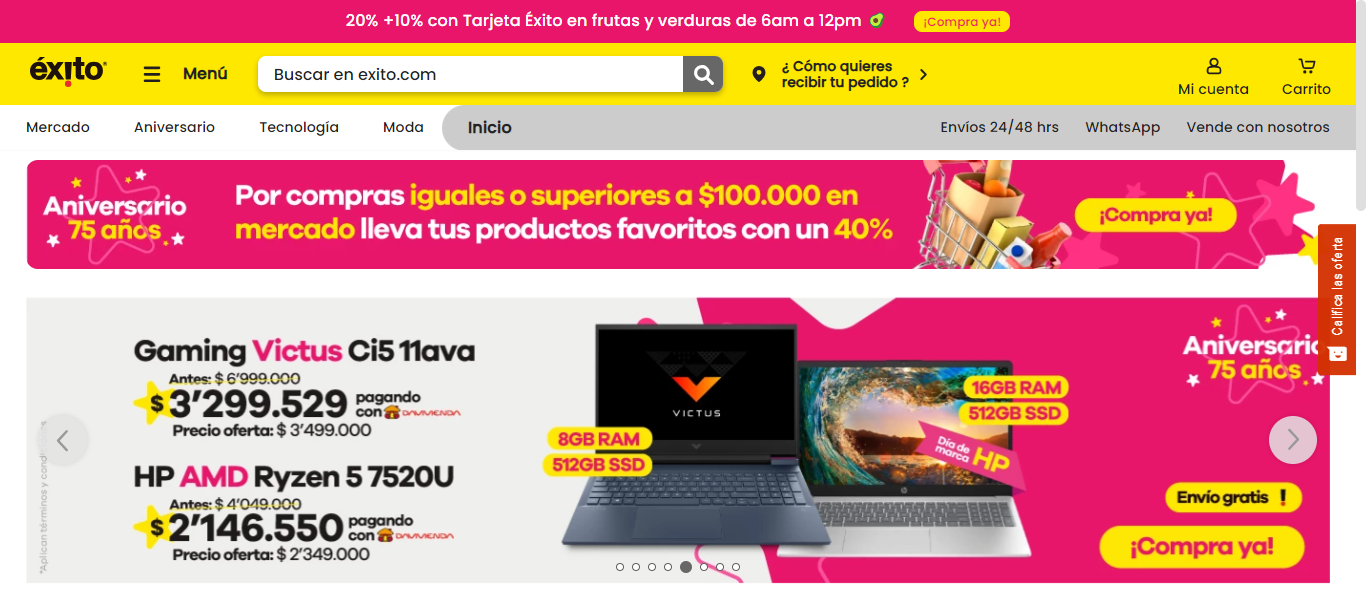 20% +10% con Tarjeta Éxito en frutas y verduras de 6am a 12pm
¡Compra ya!
éxito
Menú
Buscar en exito.com
¿ Cómo quieres
recibir tu pedido ?
Mi cuenta
Carrito
Mercado
Aniversario
Tecnología
Moda
Inicio
Envíos 24/48 hrs
WhatsApp
Vende con nosotros
Aniversario
75 años
Por compras iguales o superiores a $100.000 en
mercado lleva tus productos favoritos con un 40%
¡Compra ya!
Califica las oferta
Gaming Victus Ci5 11ava
Antes: $ 6'999.000
$ 3'299.529 pagando
con DAVIVIENDA
Precio oferta: $ 3'499.000
HP AMD Ryzen 5 7520U
Antes: $ 4'049.000
$ 2'146.550 pagando
con DAVIVIENDA
Precio oferta: $ 2'349.000
*Aplican términos y cond
VICTUS
8GB RAM
512GB SSD
16GB RAM
512GB SSD
Día de
marca HP
hp
Aniversario
75 años
Envío gratis !
¡Compra ya!